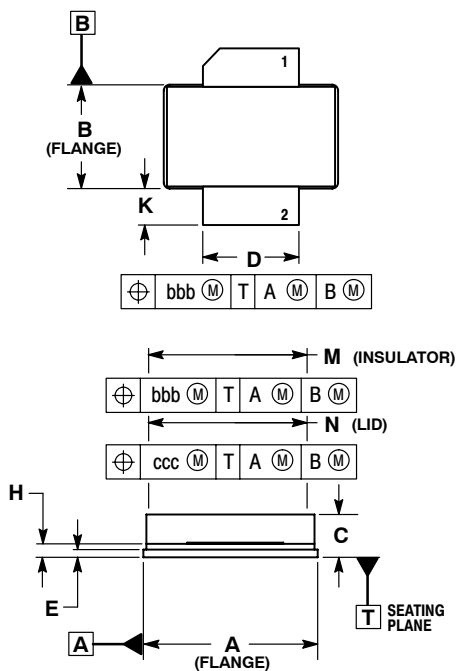 B
1
B
(FLANGE)
K
2
D
⌖ bbb Ⓜ T A Ⓜ B Ⓜ
M (INSULATOR)
⌖ bbb Ⓜ T A Ⓜ B Ⓜ
N (LID)
⌖ ccc Ⓜ T A Ⓜ B Ⓜ
H
C
E
T SEATING
PLANE
A
A
(FLANGE)